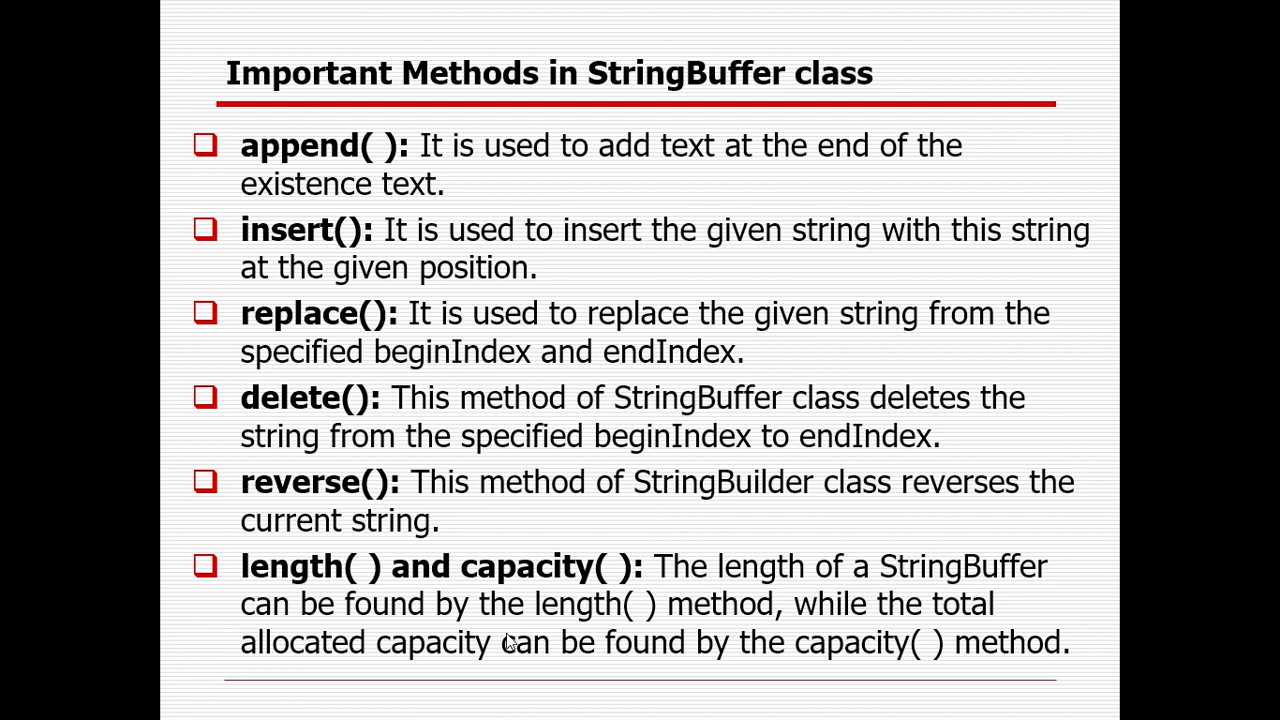 Important Methods in StringBuffer class
append( ): It is used to add text at the end of the
existence text.
insert(): It is used to insert the given string with this string
at the given position.
replace(): It is used to replace the given string from the
specified beginIndex and endIndex.
delete(): This method of StringBuffer class deletes the
string from the specified beginIndex to endIndex.
reverse(): This method of StringBuilder class reverses the
current string.
length( ) and capacity( ): The length of a StringBuffer
can be found by the length( ) method, while the total
allocated capacity can be found by the capacity( ) method.